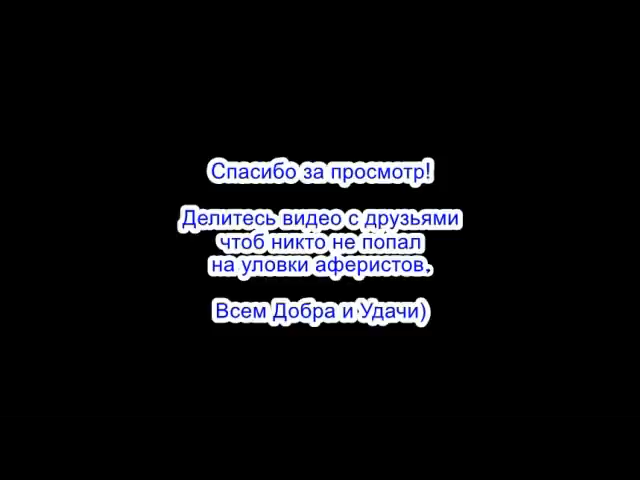 Спасибо за просмотр!
Делитесь видео с друзьями
чтоб никто не попал
на уловки аферистов.
Всем Добра и Удачи)